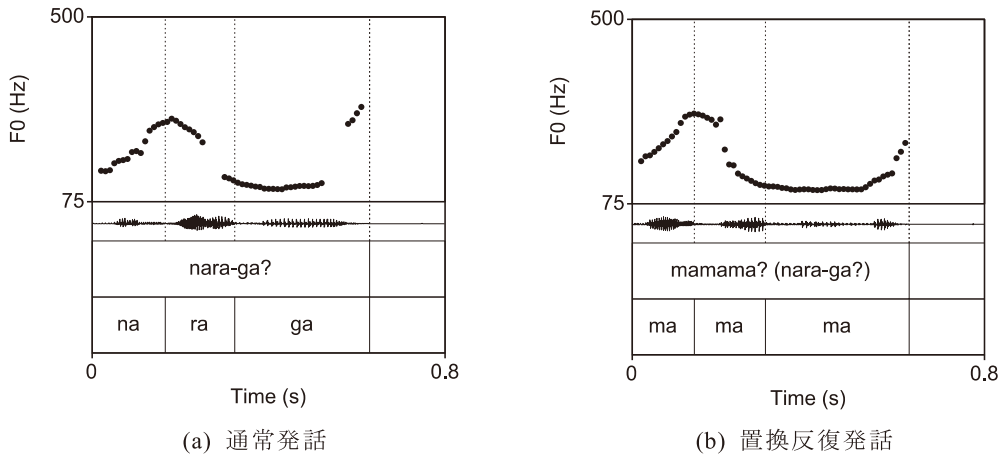 500
F0 (Hz)
75
nara-ga?
na ra ga
0 0.8
Time (s)
(a) 通常発話
500
F0 (Hz)
75
mamama? (nara-ga?)
ma ma ma
0 0.8
Time (s)
(b) 置換反復発話